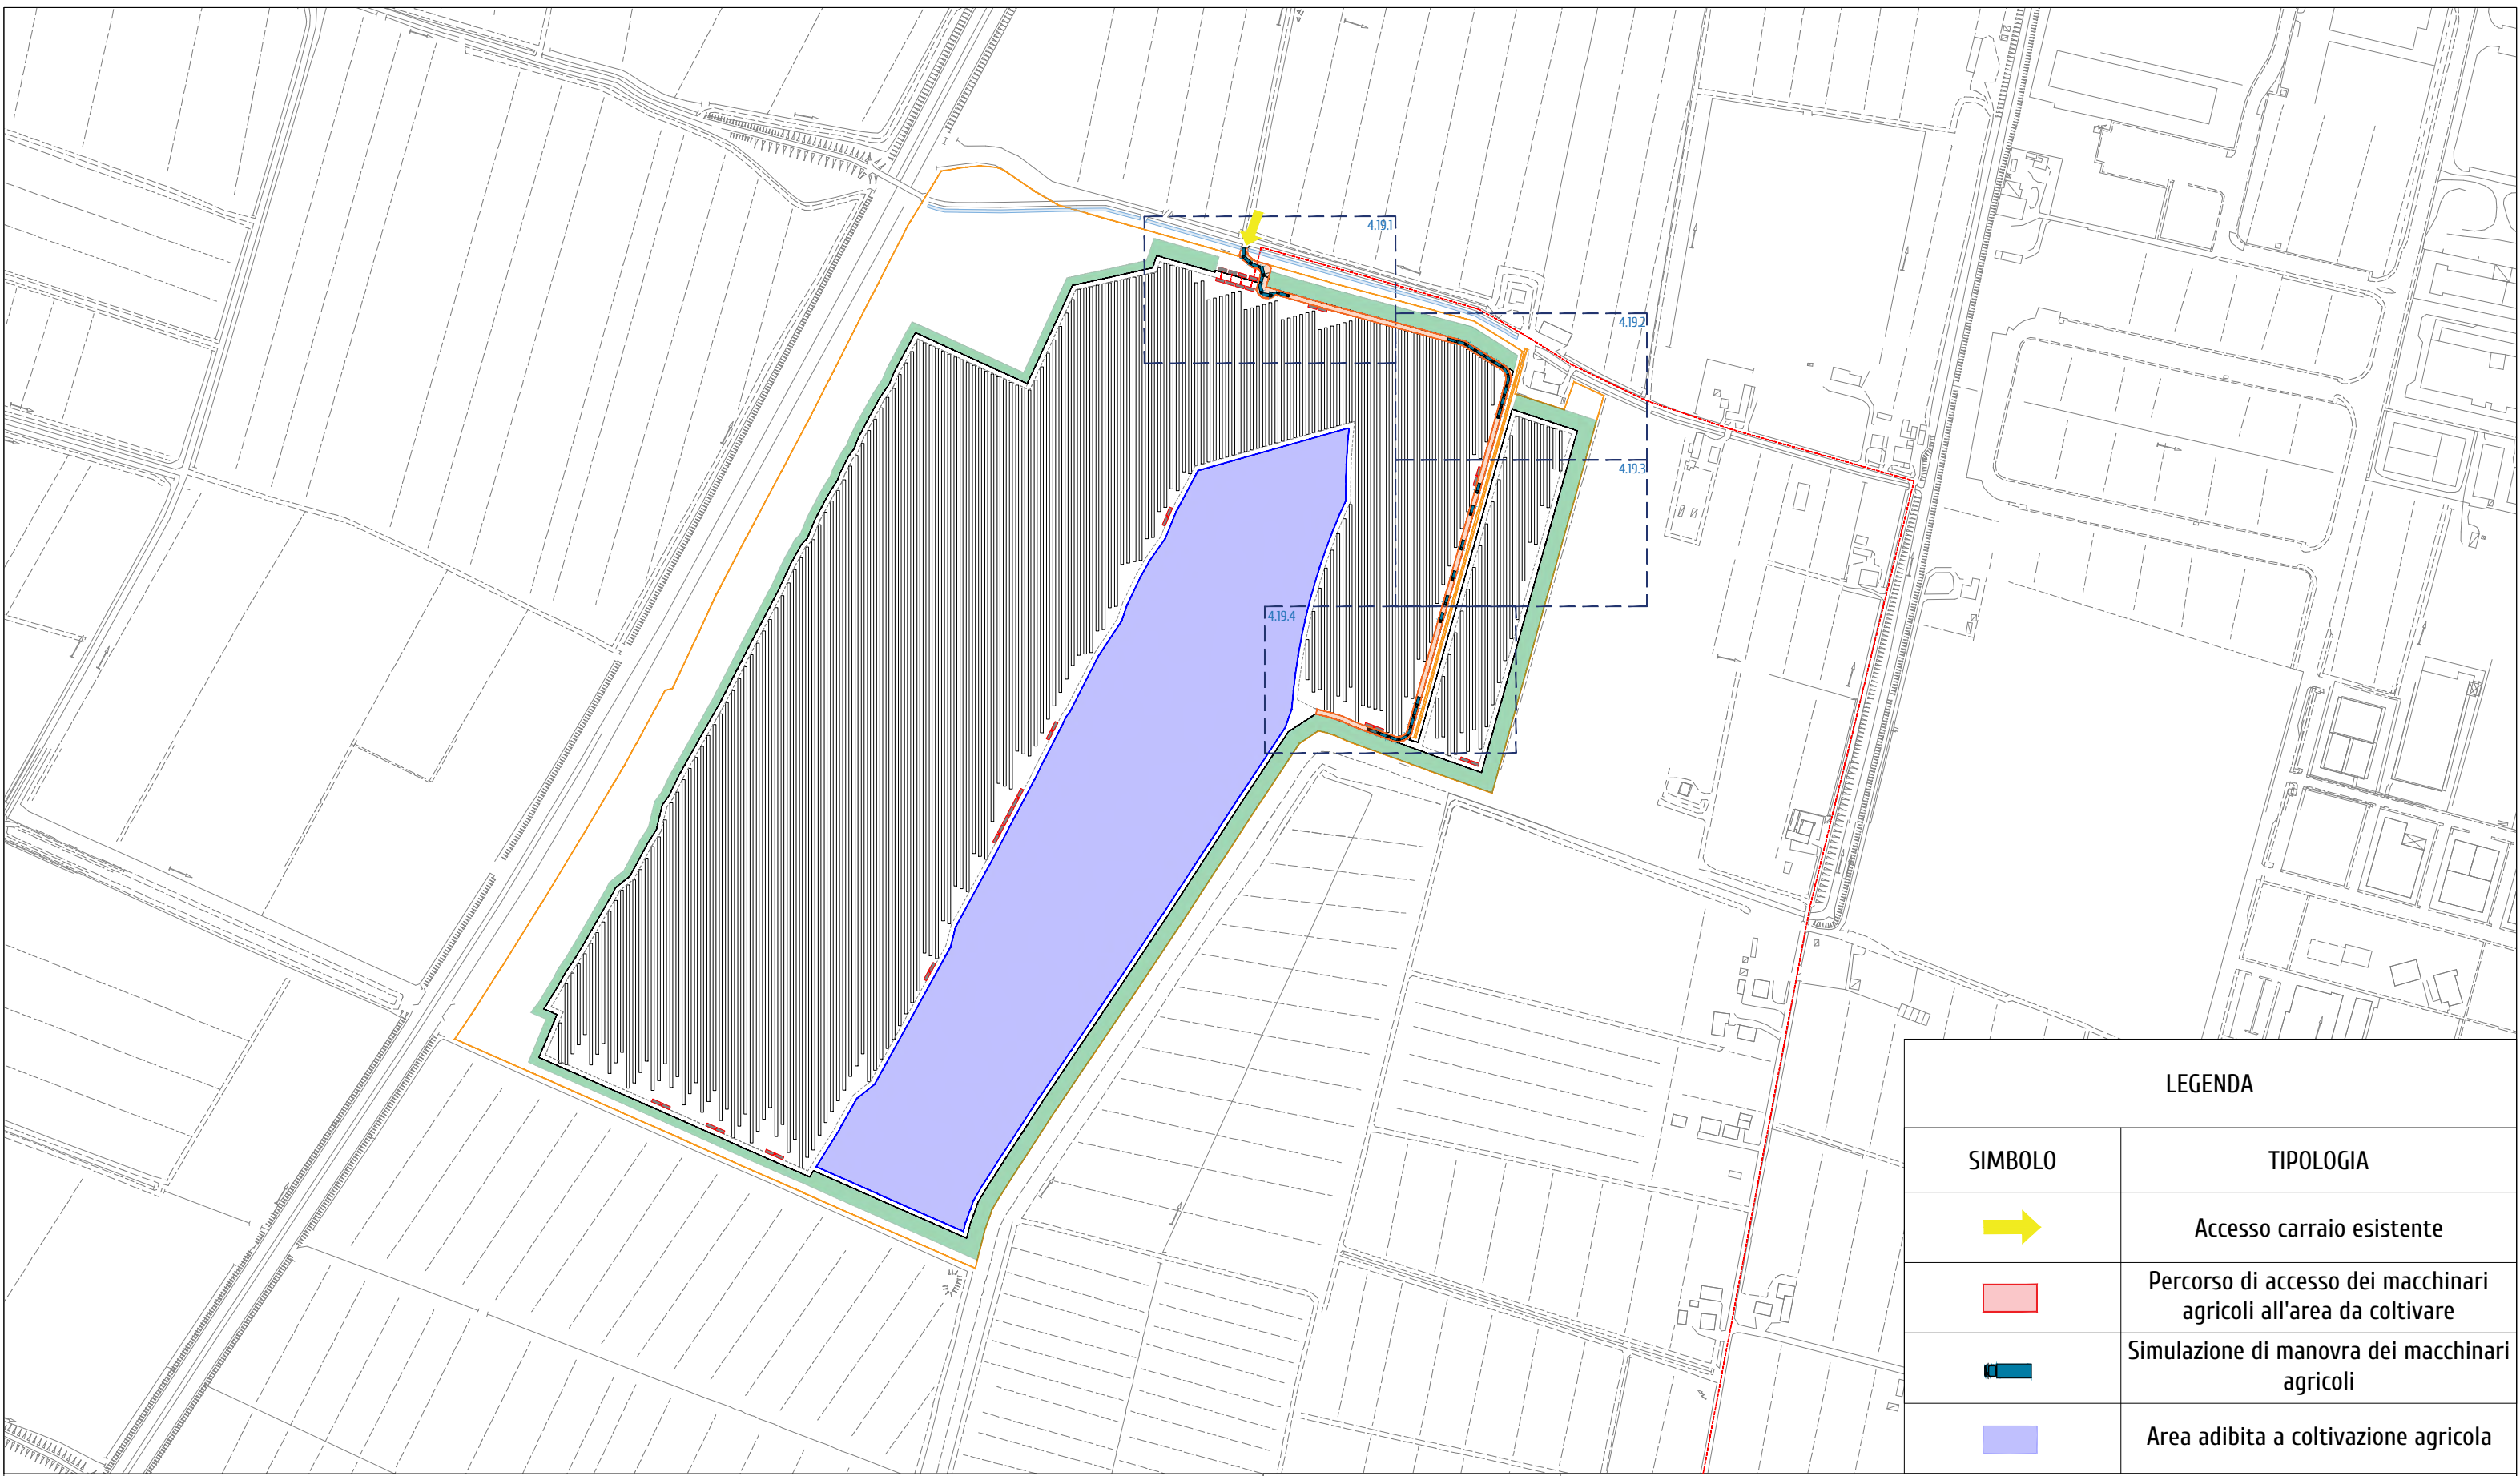 4.19.1
4.19.2
4.19.3
4.19.4
LEGENDA
SIMBOLO
TIPOLOGIA
Accesso carraio esistente
Percorso di accesso dei macchinari
agricoli all'area da coltivare
Simulazione di manovra dei macchinari
agricoli
Area adibita a coltivazione agricola